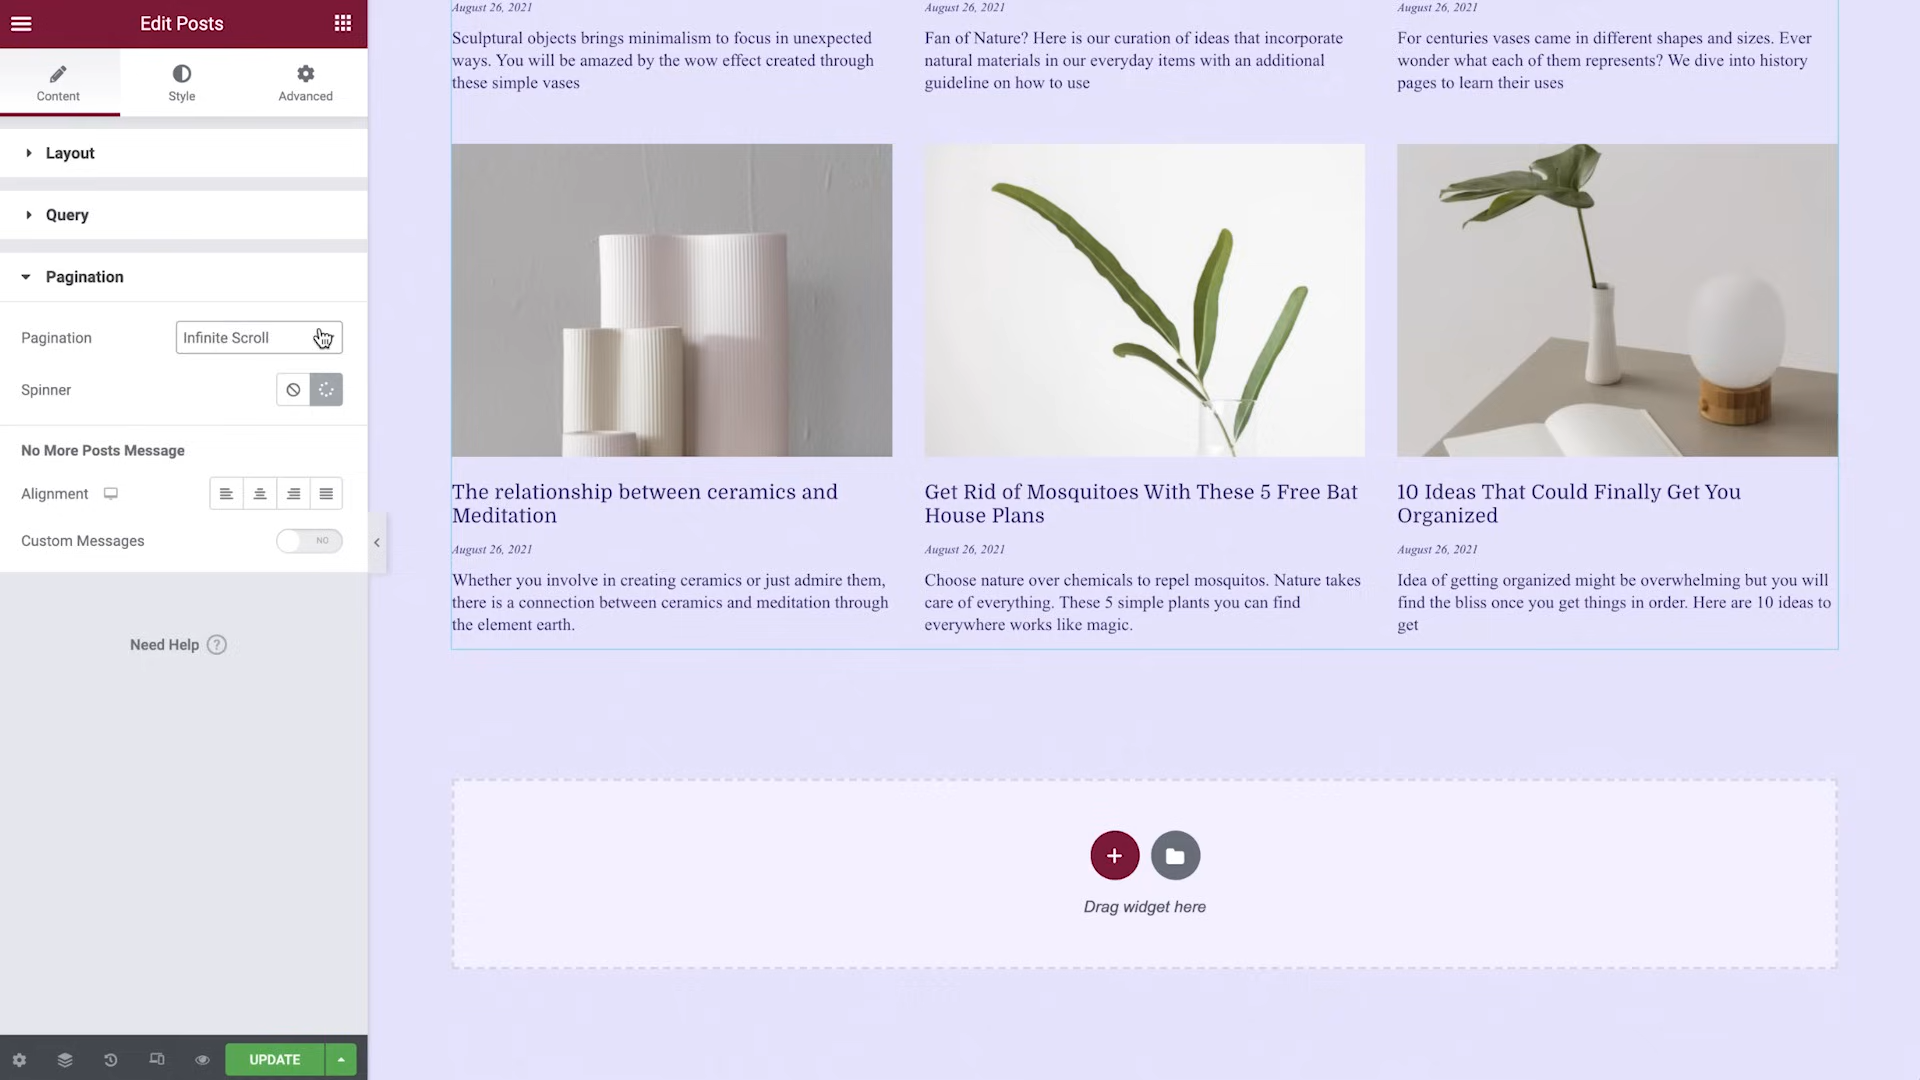 Edit Posts
Content
Style
Advanced
Layout
Query
Pagination
Pagination
Infinite Scroll
Spinner
No More Posts Message
Alignment
Custom Messages
NO
Need Help ?
UPDATE
August 26, 2021
Sculptural objects brings minimalism to focus in unexpected
ways. You will be amazed by the wow effect created through
these simple vases
August 26, 2021
Fan of Nature? Here is our curation of ideas that incorporate
natural materials in our everyday items with an additional
guideline on how to use
August 26, 2021
For centuries vases came in different shapes and sizes. Ever
wonder what each of them represents? We dive into history
pages to learn their uses
The relationship between ceramics and
Meditation
August 26, 2021
Whether you involve in creating ceramics or just admire them,
there is a connection between ceramics and meditation through
the element earth.
Get Rid of Mosquitoes With These 5 Free Bat
House Plans
August 26, 2021
Choose nature over chemicals to repel mosquitos. Nature takes
care of everything. These 5 simple plants you can find
everywhere works like magic.
10 Ideas That Could Finally Get You
Organized
August 26, 2021
Idea of getting organized might be overwhelming but you will
find the bliss once you get things in order. Here are 10 ideas to
get
Drag widget here